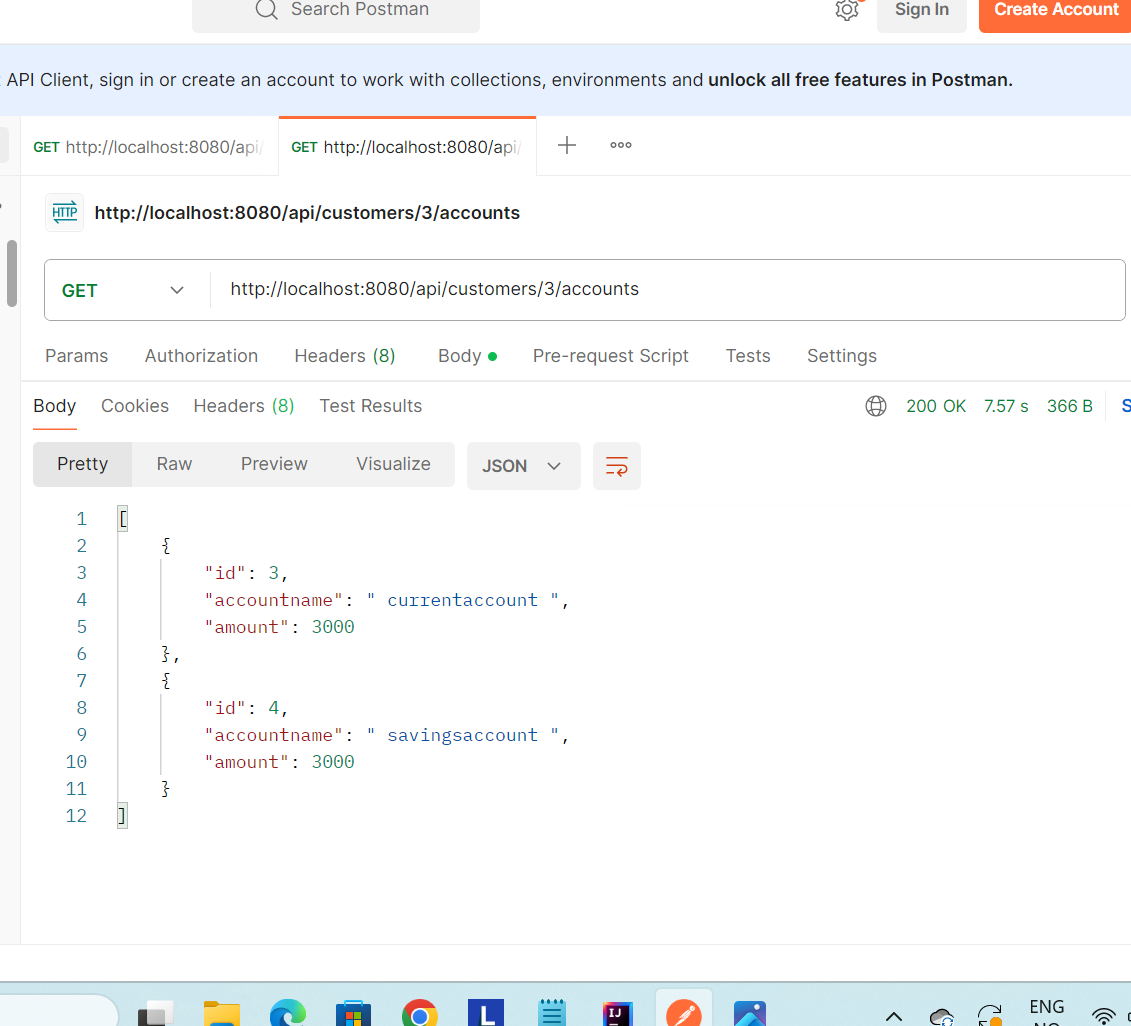 Search Postman
Sign In
Create Account
API Client, sign in or create an account to work with collections, environments and unlock all free features in Postman.
GET http://localhost:8080/api/
GET http://localhost:8080/api/
HTTP http://localhost:8080/api/customers/3/accounts
GET http://localhost:8080/api/customers/3/accounts
Params Authorization Headers (8) Body Pre-request Script Tests Settings
Body Cookies Headers (8) Test Results 200 OK 7.57 s 366 B S
Pretty Raw Preview Visualize JSON
1 [
2 {
3 "id": 3,
4 "accountname": " currentaccount ",
5 "amount": 3000
6 },
7 {
8 "id": 4,
9 "accountname": " savingsaccount ",
10 "amount": 3000
11 }
12 ]
L
IJ
ENG
NO